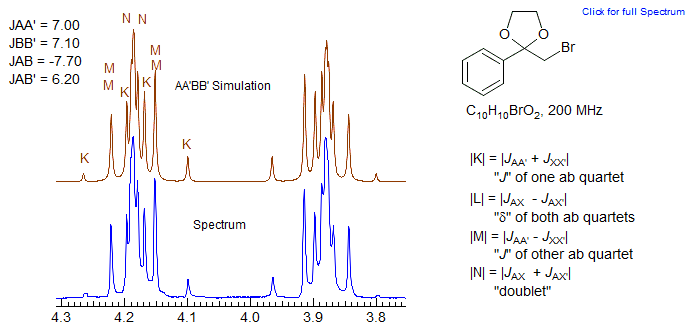 Click for full Spectrum
JAA' = 7.00
JBB' = 7.10
JAB = -7.70
JAB' = 6.20
N N
M M
M M
K K
K K
AA'BB' Simulation
Spectrum
4.3 4.2 4.1 4.0 3.9 3.8
O O
Br
C10H10BrO2, 200 MHz
|K| = |JAA' + JXX'|
"J" of one ab quartet
|L| = |JAX - JAX'|
"δ" of both ab quartets
|M| = |JAA' - JXX'|
"J" of other ab quartet
|N| = |JAX + JAX'|
"doublet"